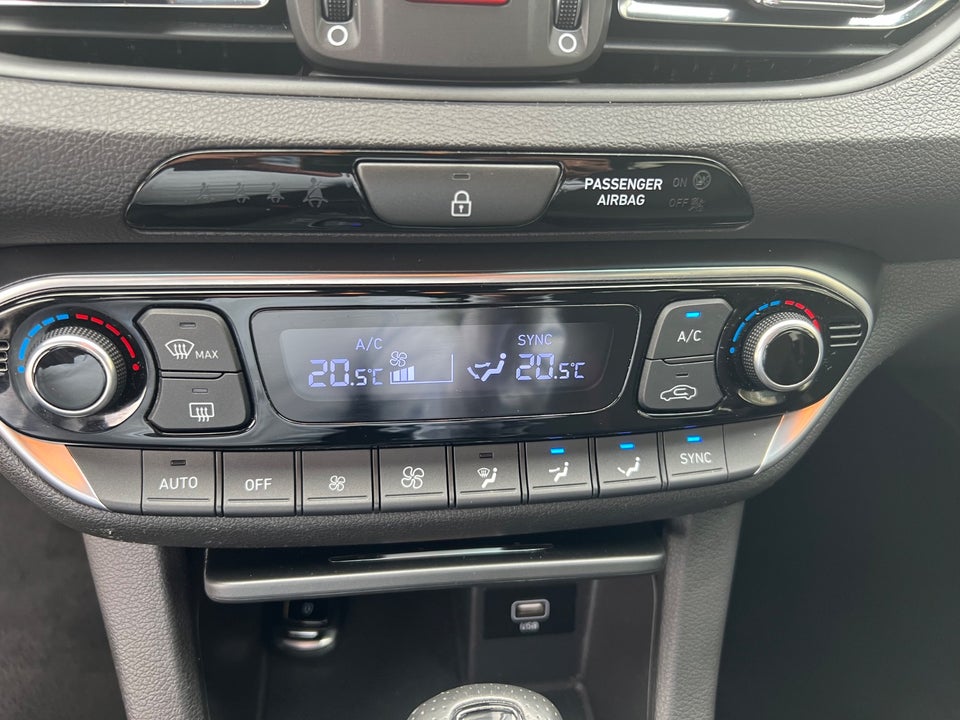 PASSENGER ON
AIRBAG OFF
A/C SYNC
20.5°C 20.5°C
MAX
A/C
AUTO OFF SYNC